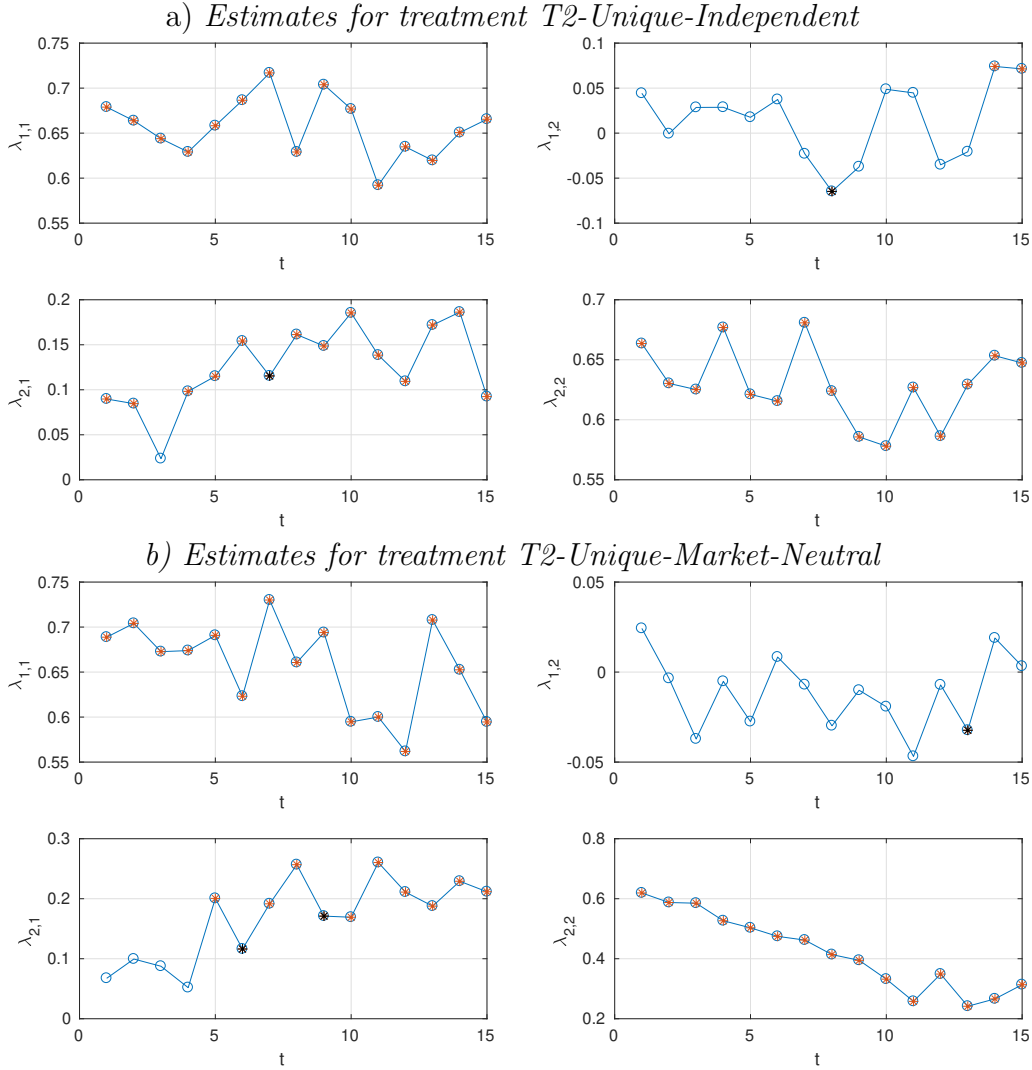 a) Estimates for treatment T2-Unique-Independent
0.75 0.7 0.65 0.6 0.55
λ1,1
0 5 10 15
t
0.1 0.05 0 -0.05 -0.1
λ1,2
0 5 10 15
t
0.2 0.15 0.1 0.05 0
λ2,1
0 5 10 15
t
0.7 0.65 0.6 0.55
λ2,2
0 5 10 15
t
b) Estimates for treatment T2-Unique-Market-Neutral
0.75 0.7 0.65 0.6 0.55
λ1,1
0 5 10 15
t
0.05 0 -0.05
λ1,2
0 5 10 15
t
0.3 0.2 0.1 0
λ2,1
0 5 10 15
t
0.8 0.6 0.4 0.2
λ2,2
0 5 10 15
t